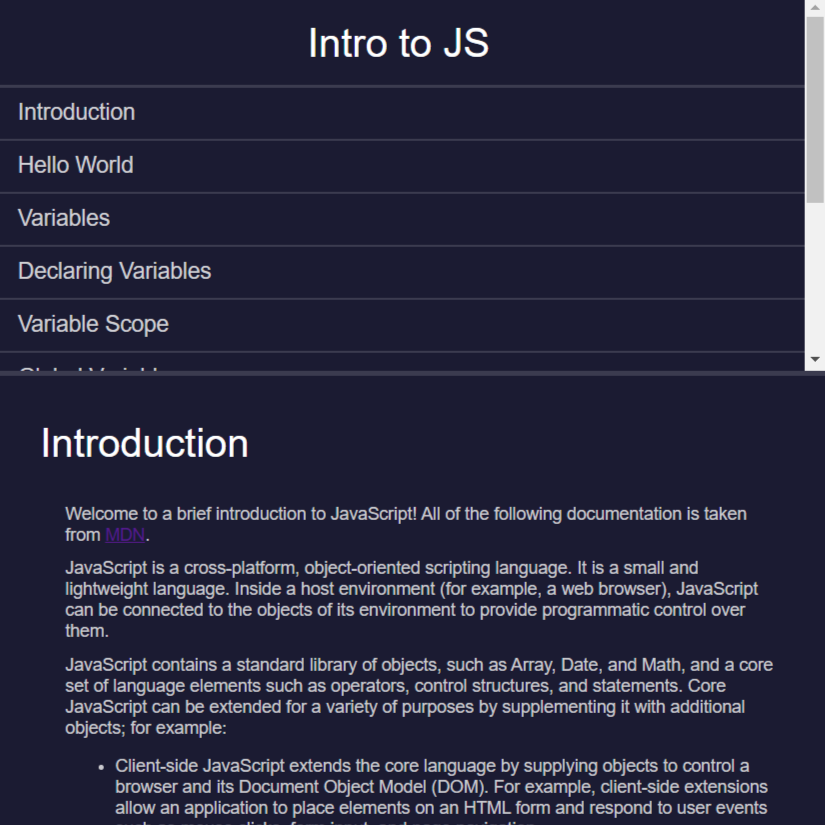 Intro to JS
Introduction
Hello World
Variables
Declaring Variables
Variable Scope
Introduction
Welcome to a brief introduction to JavaScript! All of the following documentation is taken
from MDN.
JavaScript is a cross-platform, object-oriented scripting language. It is a small and
lightweight language. Inside a host environment (for example, a web browser), JavaScript
can be connected to the objects of its environment to provide programmatic control over
them.
JavaScript contains a standard library of objects, such as Array, Date, and Math, and a core
set of language elements such as operators, control structures, and statements. Core
JavaScript can be extended for a variety of purposes by supplementing it with additional
objects; for example:
• Client-side JavaScript extends the core language by supplying objects to control a
browser and its Document Object Model (DOM). For example, client-side extensions
allow an application to place elements on an HTML form and respond to user events